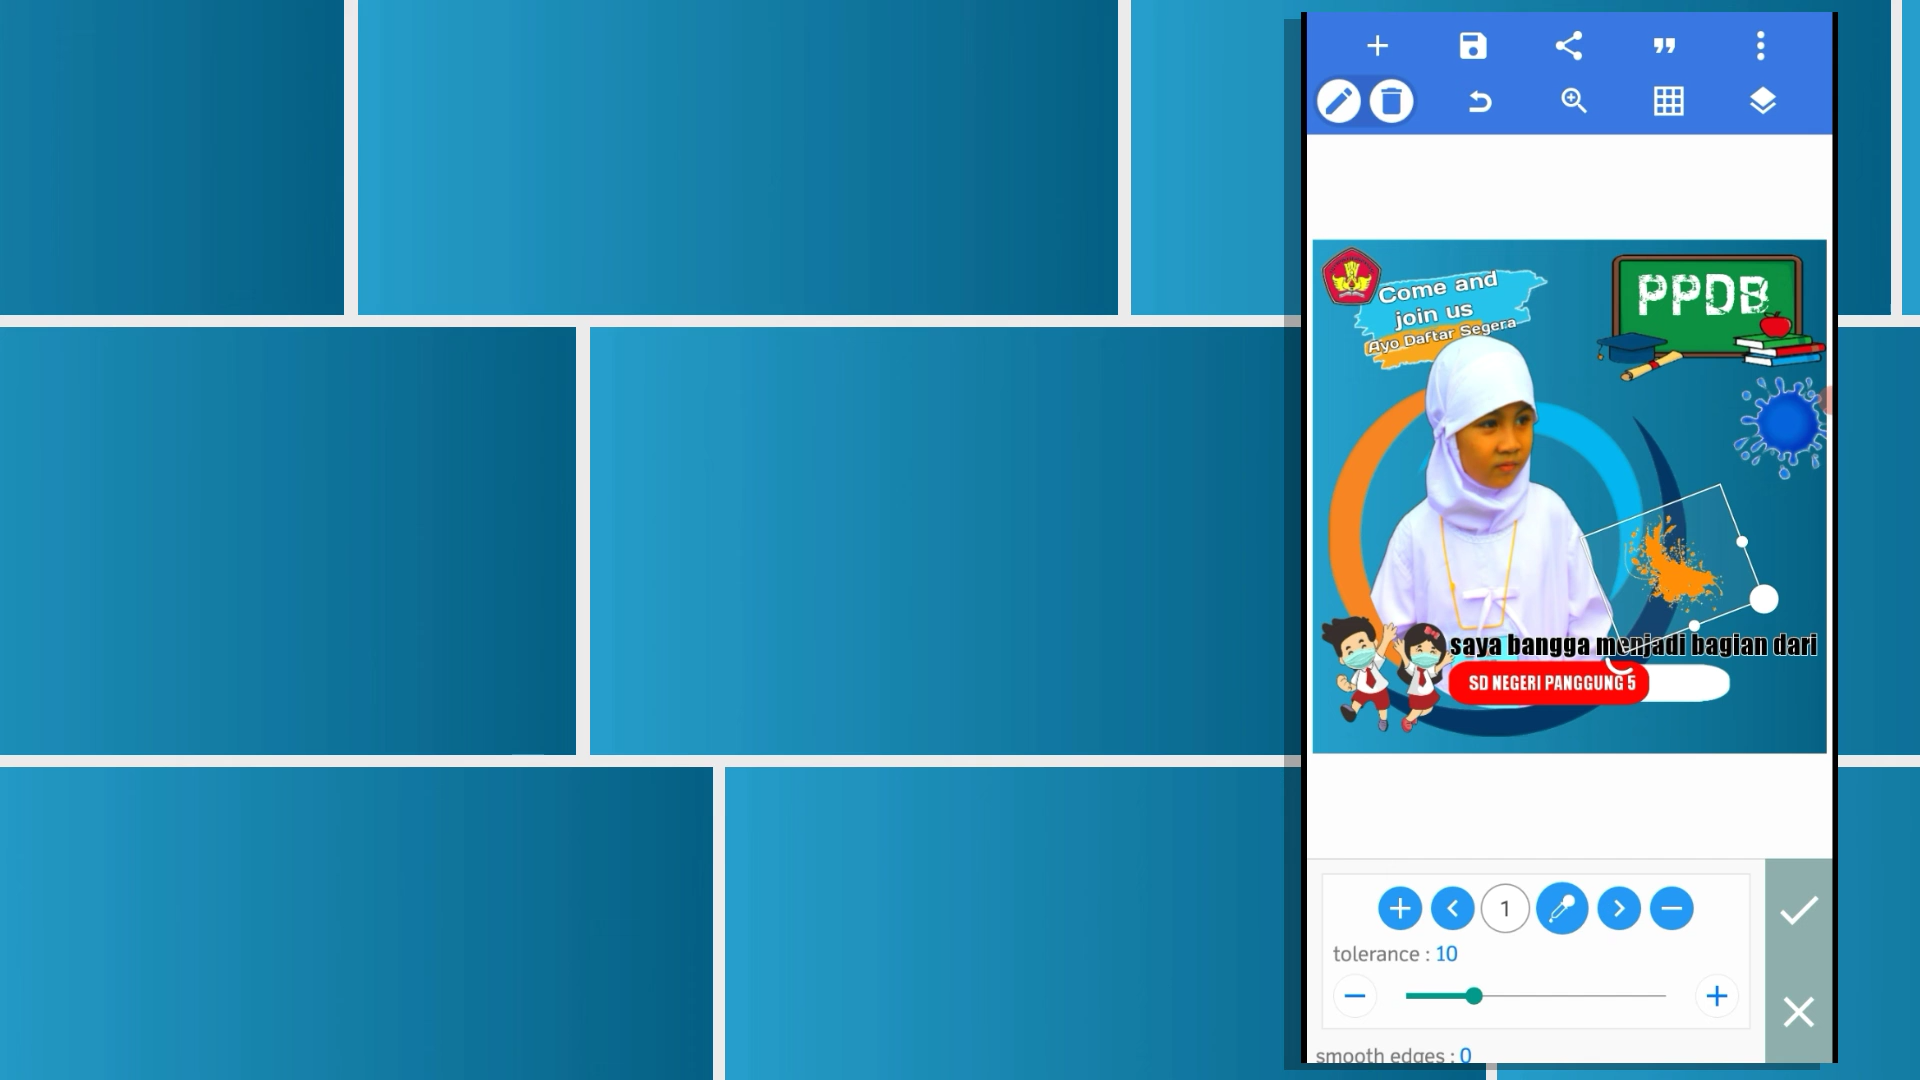 Come and
join us
Ayo Daftar Segera
PPDB
saya bangga menjadi bagian dari
SD NEGERI PANGGUNG 5
1
tolerance : 10
smooth edges : 0